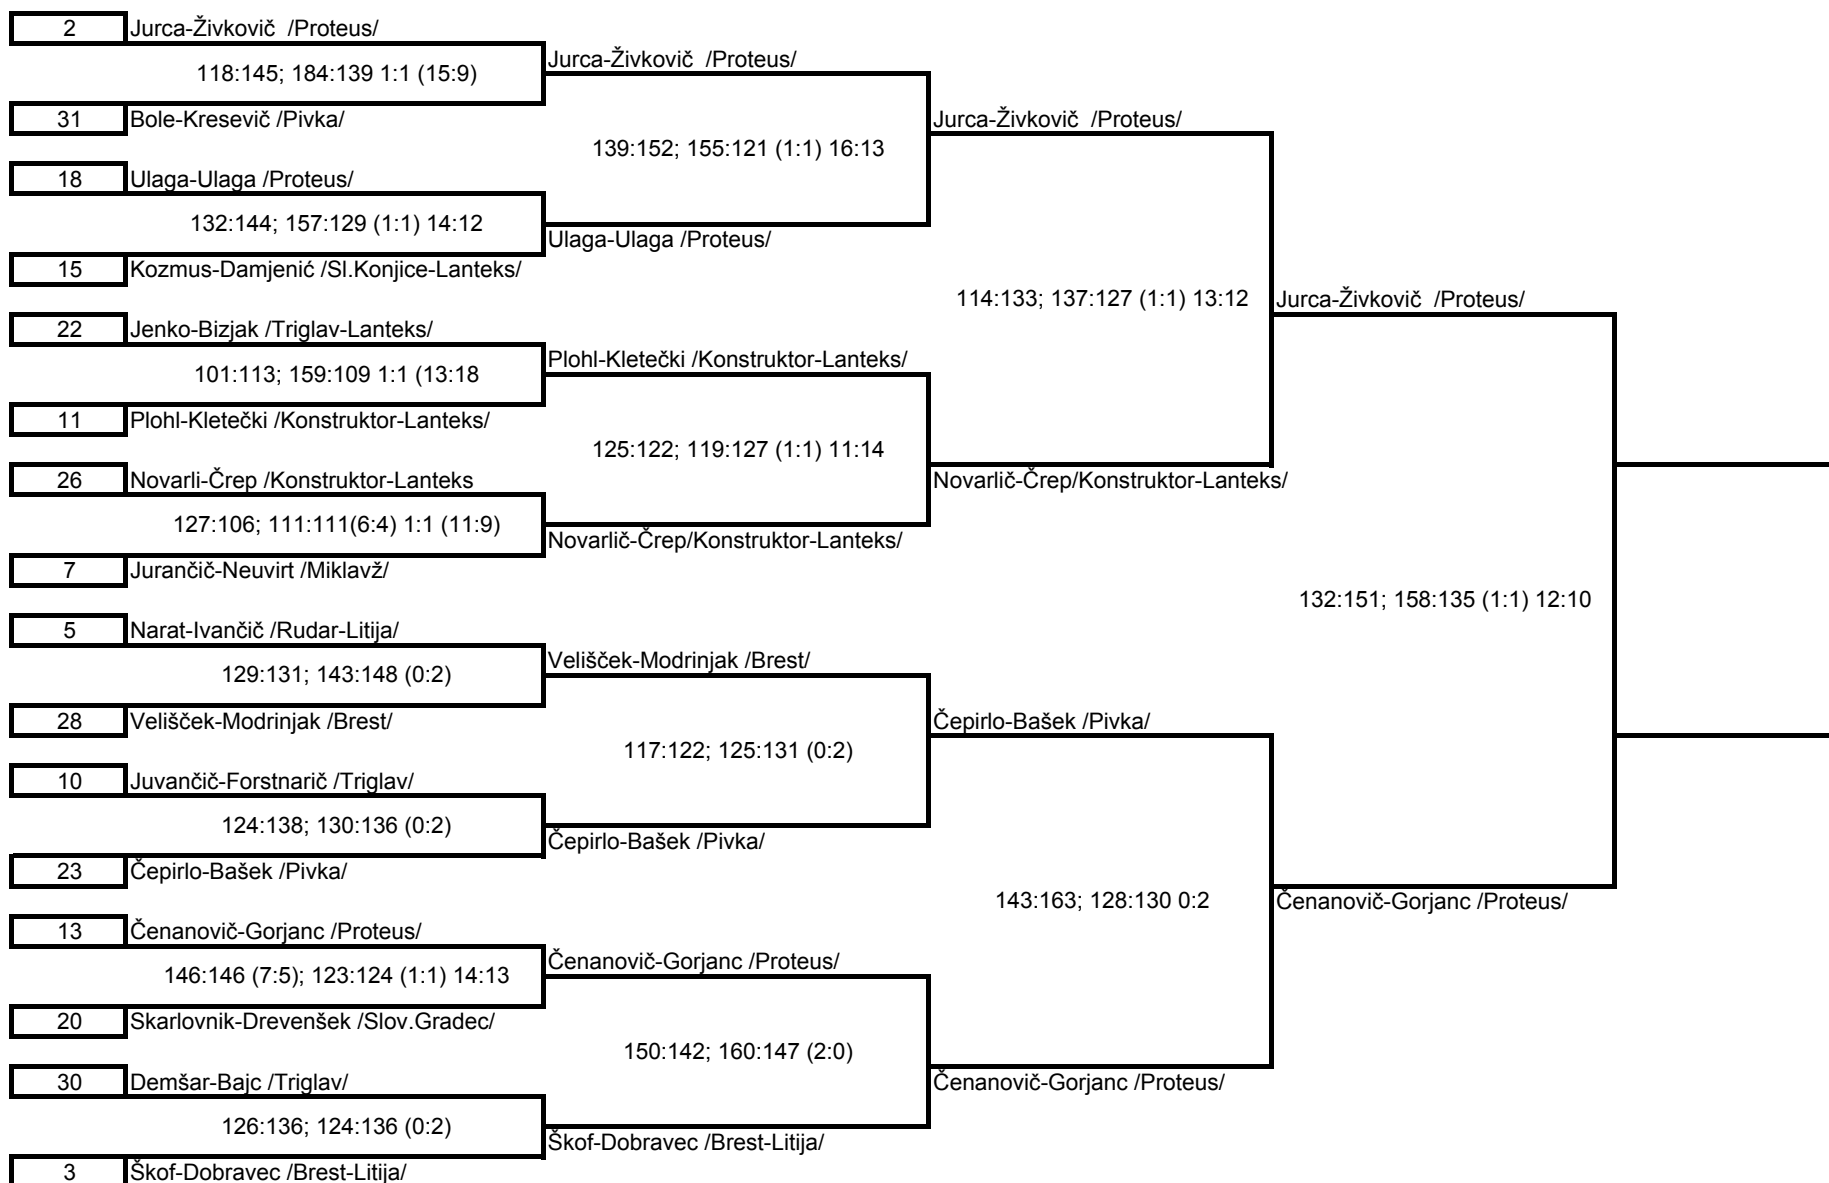 2 Jurca-Živkovič /Proteus/
118:145; 184:139 1:1 (15:9)
Jurca-Živkovič /Proteus/
31 Bole-Kresevič /Pivka/
139:152; 155:121 (1:1) 16:13
Jurca-Živkovič /Proteus/
18 Ulaga-Ulaga /Proteus/
132:144; 157:129 (1:1) 14:12
Ulaga-Ulaga /Proteus/
15 Kozmus-Damjenić /Sl.Konjice-Lanteks/
114:133; 137:127 (1:1) 13:12
Jurca-Živkovič /Proteus/
22 Jenko-Bizjak /Triglav-Lanteks/
101:113; 159:109 1:1 (13:18
Plohl-Kletečki /Konstruktor-Lanteks/
11 Plohl-Kletečki /Konstruktor-Lanteks/
125:122; 119:127 (1:1) 11:14
Novarlič-Črep/Konstruktor-Lanteks/
26 Novarli-Črep /Konstruktor-Lanteks
127:106; 111:111(6:4) 1:1 (11:9)
Novarlič-Črep/Konstruktor-Lanteks/
7 Jurančič-Neuvirt /Miklavž/
132:151; 158:135 (1:1) 12:10
5 Narat-Ivančič /Rudar-Litija/
129:131; 143:148 (0:2)
Velišček-Modrinjak /Brest/
28 Velišček-Modrinjak /Brest/
117:122; 125:131 (0:2)
Čepirlo-Bašek /Pivka/
10 Juvančič-Forstnarič /Triglav/
124:138; 130:136 (0:2)
Čepirlo-Bašek /Pivka/
23 Čepirlo-Bašek /Pivka/
143:163; 128:130 0:2
Čenanovič-Gorjanc /Proteus/
13 Čenanovič-Gorjanc /Proteus/
146:146 (7:5); 123:124 (1:1) 14:13
Čenanovič-Gorjanc /Proteus/
20 Skarlovnik-Drevenšek /Slov.Gradec/
150:142; 160:147 (2:0)
Čenanovič-Gorjanc /Proteus/
30 Demšar-Bajc /Triglav/
126:136; 124:136 (0:2)
Škof-Dobravec /Brest-Litija/
3 Škof-Dobravec /Brest-Litija/